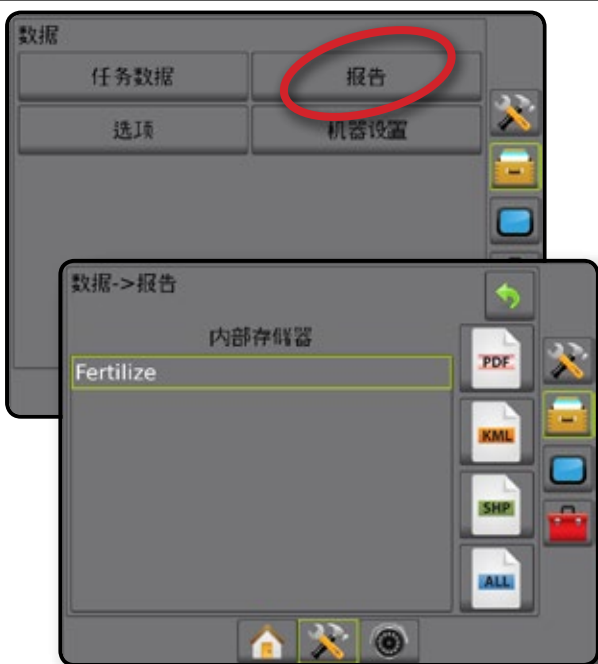 数据
任务数据
报告
选项
机器设置
数据->报告
内部存储器
Fertilize
PDF
KML
SHP
ALL